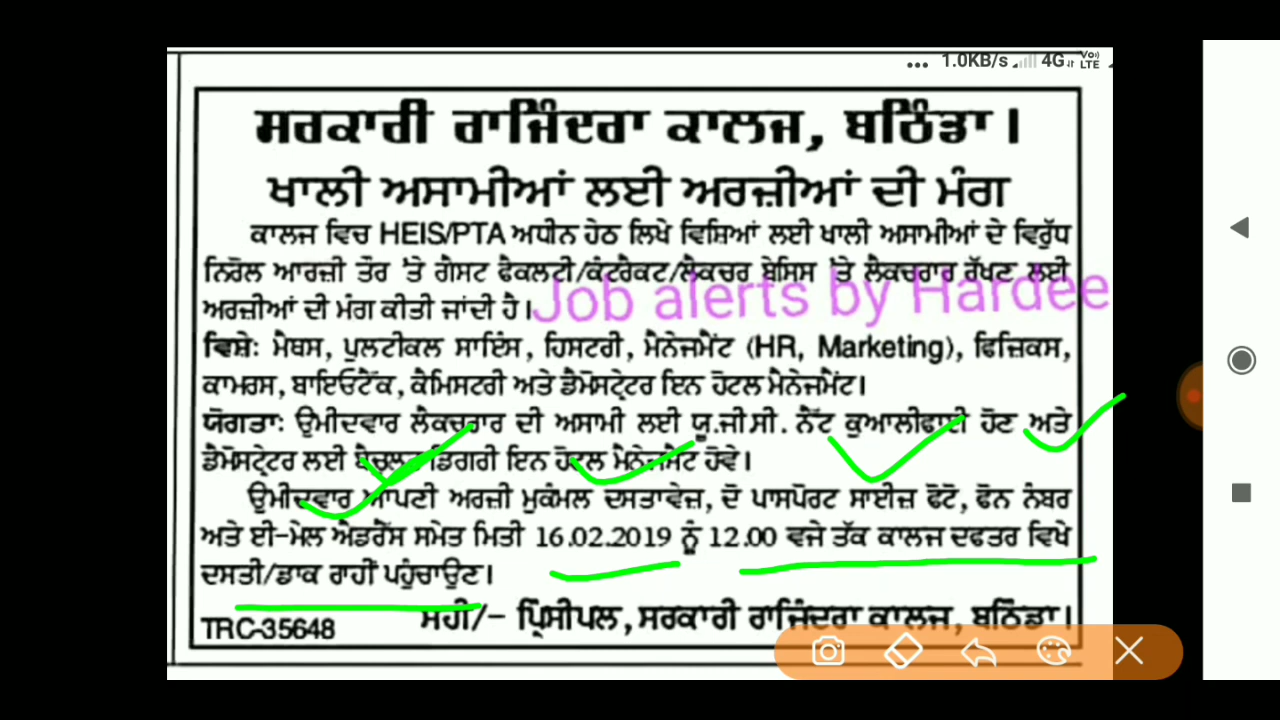 ... 1.0KB/s 4G Vo) LTE
ਸਰਕਾਰੀ ਰਾਜਿੰਦਰਾ ਕਾਲਜ, ਬਠਿੰਡਾ।
ਖਾਲੀ ਅਸਾਮੀਆਂ ਲਈ ਅਰਜ਼ੀਆਂ ਦੀ ਮੰਗ
ਕਾਲਜ ਵਿਚ HEIS/PTA ਅਧੀਨ ਹੇਠ ਲਿਖੇ ਵਿਸ਼ਿਆਂ ਲਈ ਖਾਲੀ ਅਸਾਮੀਆਂ ਦੇ ਵਿਰੁੱਧ
ਨਿਰੋਲ ਆਰਜ਼ੀ ਤੌਰ 'ਤੇ ਗੈਸਟ ਫੈਕਲਟੀ/ਕੰਟਰੈਕਟ/ਲੈਕਚਰ ਬੇਸਿਸ 'ਤੇ ਲੈਕਚਰਾਰ ਰੱਖਣ ਲਈ
ਅਰਜ਼ੀਆਂ ਦੀ ਮੰਗ ਕੀਤੀ ਜਾਂਦੀ ਹੈ।
Job alerts by Hardee
ਵਿਸ਼ੇ: ਮੈਥਸ, ਪੁਲਟੀਕਲ ਸਾਇੰਸ, ਹਿਸਟਰੀ, ਮੈਨੇਜਮੈਂਟ (HR, Marketing), ਫਿਜ਼ਿਕਸ,
ਕਾਮਰਸ, ਬਾਇਓਟੈੱਕ, ਕੈਮਿਸਟਰੀ ਅਤੇ ਡੈਮੋਸਟ੍ਰੇਟਰ ਇਨ ਹੋਟਲ ਮੈਨੇਜਮੈਂਟ।
ਯੋਗਤਾ: ਉਮੀਦਵਾਰ ਲੈਕਚਰਾਰ ਦੀ ਅਸਾਮੀ ਲਈ ਯੂ.ਜੀ.ਸੀ. ਨੈੱਟ ਕੁਆਲੀਫਾਈ ਹੋਣ ਅਤੇ
ਡੈਮੋਸਟ੍ਰੇਟਰ ਲਈ ਬੈਚੁਲਰ ਡਿਗਰੀ ਇਨ ਹੋਟਲ ਮੈਨੇਜਮੈਂਟ ਹੋਵੇ।
ਉਮੀਦਵਾਰ ਆਪਣੀ ਅਰਜ਼ੀ ਮੁਕੰਮਲ ਦਸਤਾਵੇਜ਼, ਦੋ ਪਾਸਪੋਰਟ ਸਾਈਜ਼ ਫੋਟੋ, ਫੋਨ ਨੰਬਰ
ਅਤੇ ਈ-ਮੇਲ ਐਡਰੈੱਸ ਸਮੇਤ ਮਿਤੀ 16.02.2019 ਨੂੰ 12.00 ਵਜੇ ਤੱਕ ਕਾਲਜ ਦਫਤਰ ਵਿਖੇ
ਦਸਤੀ/ਡਾਕ ਰਾਹੀਂ ਪਹੁੰਚਾਉਣ।
ਸਹੀ/- ਪ੍ਰਿੰਸੀਪਲ, ਸਰਕਾਰੀ ਰਾਜਿੰਦਰਾ ਕਾਲਜ, ਬਠਿੰਡਾ।
TRC-35648